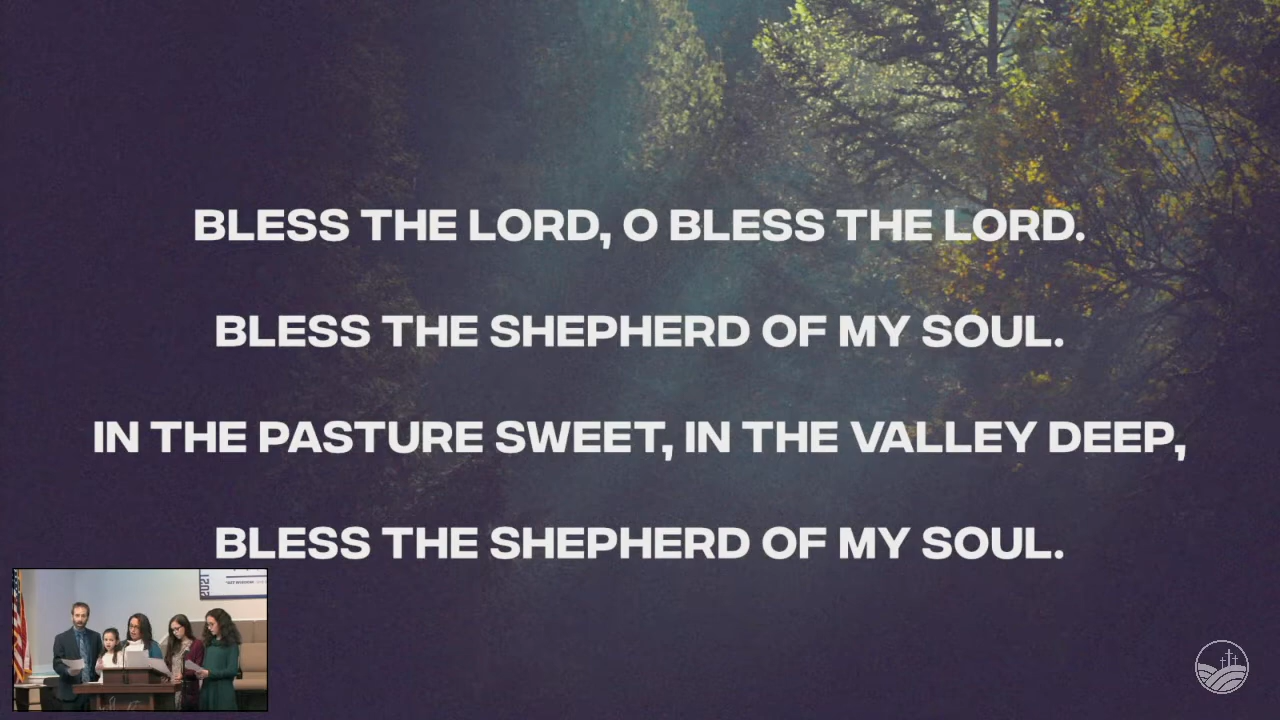 BLESS THE LORD, O BLESS THE LORD.
BLESS THE SHEPHERD OF MY SOUL.
IN THE PASTURE SWEET, IN THE VALLEY DEEP,
BLESS THE SHEPHERD OF MY SOUL.
2021